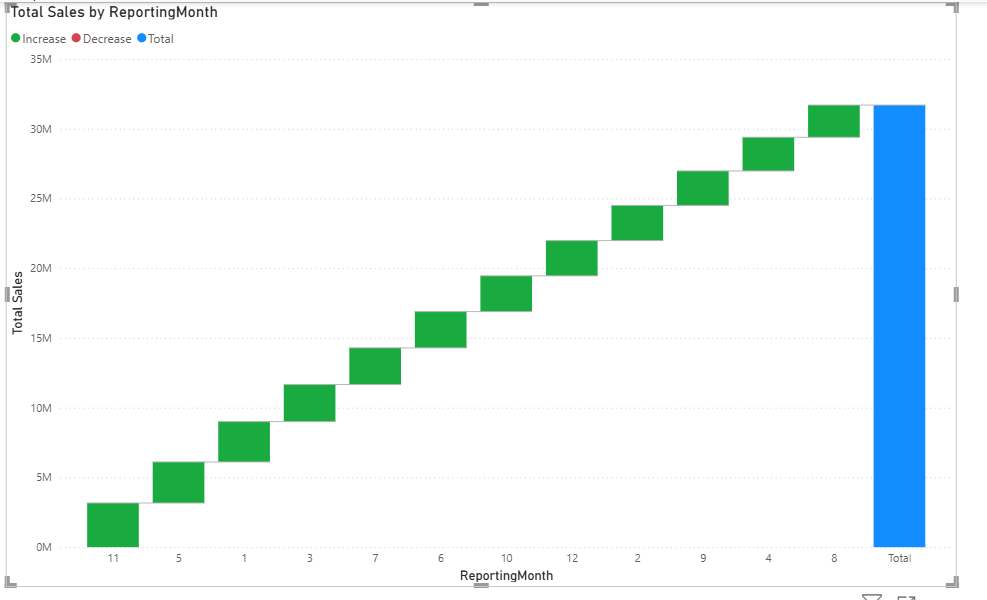 Total Sales by ReportingMonth
Increase Decrease Total
35M
30M
25M
20M
15M
10M
5M
0M
Total Sales
11 5 1 3 7 6 10 12 2 9 4 8 Total
ReportingMonth